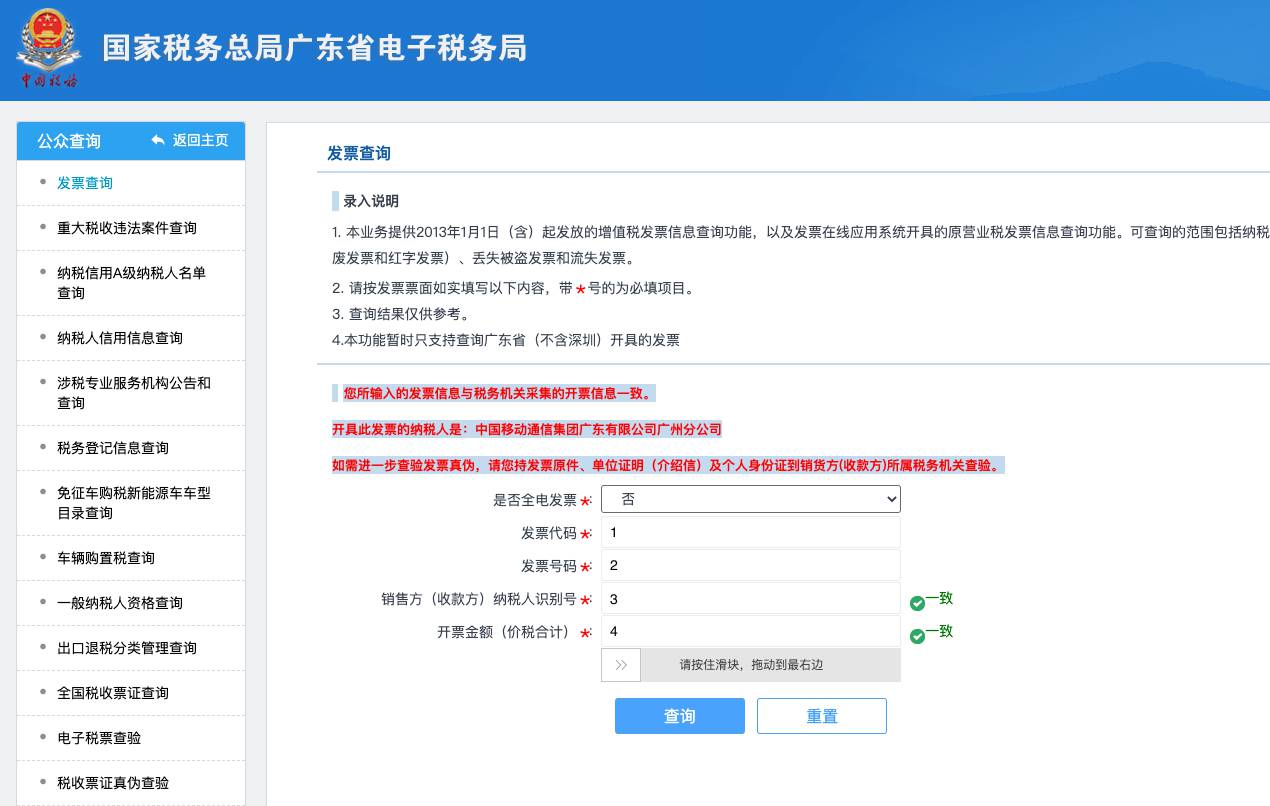 中国税务
国家税务总局广东省电子税务局
公众查询
返回主页
发票查询
重大税收违法案件查询
纳税信用A级纳税人名单
查询
纳税人信用信息查询
涉税专业服务机构公告和
查询
税务登记信息查询
免征车购税新能源车车型
目录查询
车辆购置税查询
一般纳税人资格查询
出口退税分类管理查询
全国税收票证查询
电子税票查验
税收票证真伪查验
发票查询
录入说明
1. 本业务提供2013年1月1日（含）起发放的增值税发票信息查询功能，以及发票在线应用系统开具的原营业税发票信息查询功能。可查询的范围包括纳税
废发票和红字发票）、丢失被盗发票和流失发票。
2. 请按发票票面如实填写以下内容，带★号的为必填项目。
3. 查询结果仅供参考。
4.本功能暂时只支持查询广东省（不含深圳）开具的发票
您所输入的发票信息与税务机关采集的开票信息一致。
开具此发票的纳税人是：中国移动通信集团广东有限公司广州分公司
如需进一步查验发票真伪，请您持发票原件、单位证明（介绍信）及个人身份证到销货方(收款方)所属税务机关查验。
是否全电发票★: 否
发票代码★: 1
发票号码★: 2
销售方（收款方）纳税人识别号★: 3 一致
开票金额（价税合计）★: 4 一致
请按住滑块，拖动到最右边
查询 重置